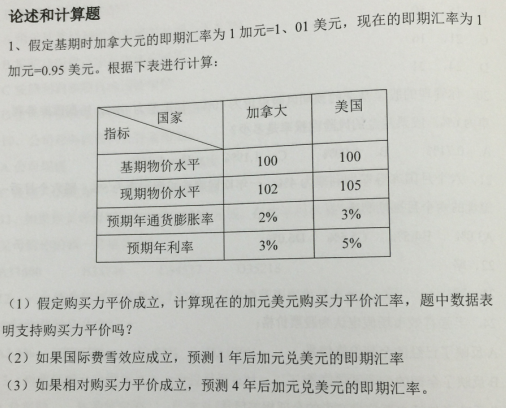 论述和计算题
1、假定基期时加拿大元的即期汇率为 1 加元=1、01 美元，现在的即期汇率为 1
加元=0.95 美元。根据下表进行计算：
国家 加拿大 美国
指标
基期物价水平 100 100
现期物价水平 102 105
预期年通货膨胀率 2% 3%
预期年利率 3% 5%
（1）假定购买力平价成立，计算现在的加元美元购买力平价汇率，题中数据表
明支持购买力平价吗？
（2）如果国际费雪效应成立，预测 1 年后加元兑美元的即期汇率
（3）如果相对购买力平价成立，预测 4 年后加元兑美元的即期汇率。